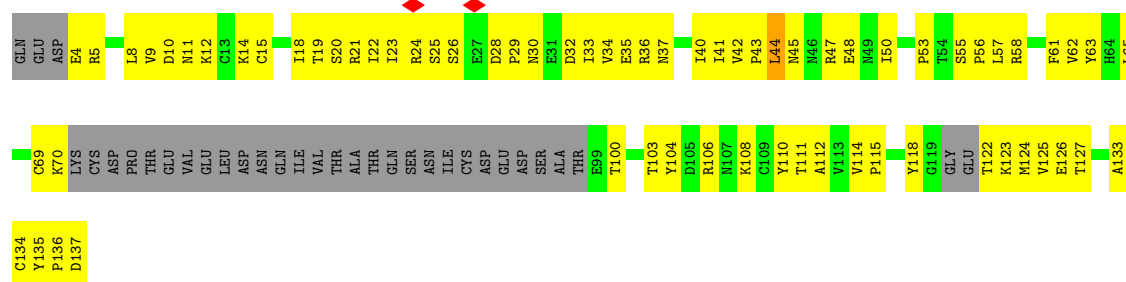 GLN GLU ASP E4 R5 L8 V9 D10 N11 K12 C13 K14 C15 I18 T19 S20 R21 I22 I23 R24 S25 S26 E27 D28 P29 N30 E31 D32 I33 V34 E35 R36 N37 I40 I41 V42 P43 L44 N45 N46 R47 E48 N49 I50 P53 T54 S55 P56 L57 R58 F61 V62 Y63 H64
C69 K70 LYS CYS ASP PRO THR GLU VAL GLU LEU ASP ASN GLN ILE VAL THR ALA THR GLN SER ASN ILE CYS ASP GLU ASP SER ALA THR E99 T100 T103 Y104 D105 R106 N107 K108 C109 Y110 T111 A112 V113 V114 P115 Y118 G119 GLY GLU T122 K123 M124 V125 E126 T127 A133
C134 Y135 P136 D137